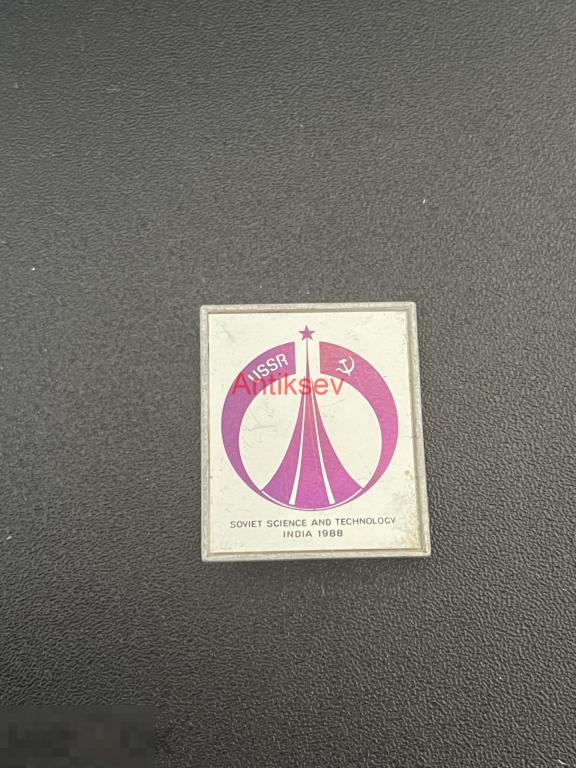 USSR
Antiksev
SOVIET SCIENCE AND TECHNOLOGY
INDIA 1988